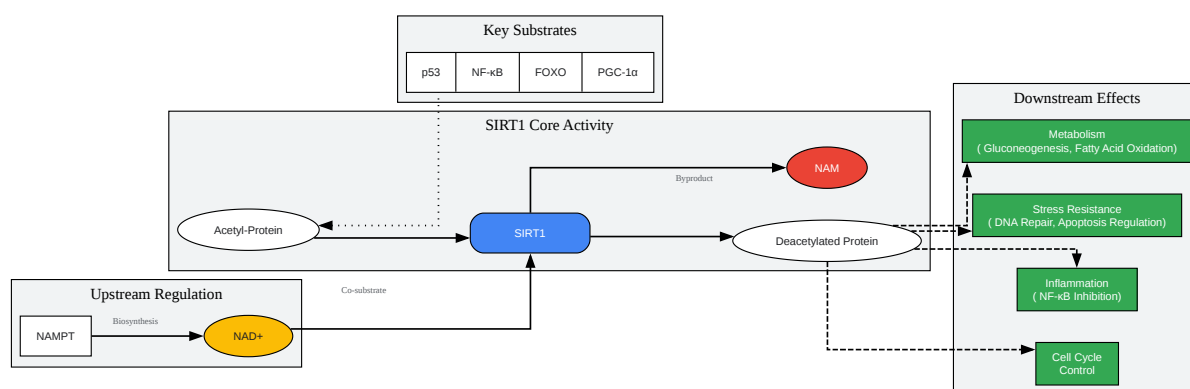 Key Substrates
p53
NF-κB
FOXO
PGC-1α
SIRT1 Core Activity
NAM
Byproduct
Acetyl-Protein
SIRT1
Deacetylated Protein
Co-substrate
Upstream Regulation
NAMPT
Biosynthesis
NAD+
Downstream Effects
Metabolism
( Gluconeogenesis, Fatty Acid Oxidation)
Stress Resistance
( DNA Repair, Apoptosis Regulation)
Inflammation
( NF-κB Inhibition)
Cell Cycle
Control